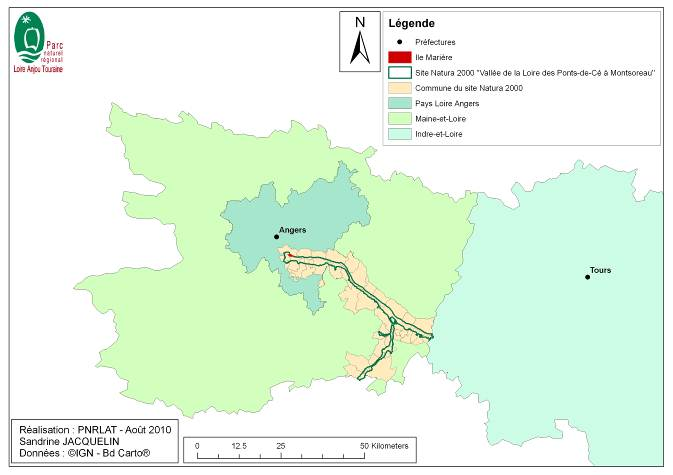 Parc
naturel
régional
Loire Anjou Touraine
N
Légende
Préfectures
Ile Marière
Site Natura 2000 "Vallée de la Loire des Ponts-de-Cé à Montsoreau"
Commune du site Natura 2000
Pays Loire Angers
Maine-et-Loire
Indre-et-Loire
Angers
Tours
Réalisation : PNRLAT - Août 2010
Sandrine JACQUELIN
Données : ©IGN - Bd Carto®
0 12.5 25 50 Kilometers